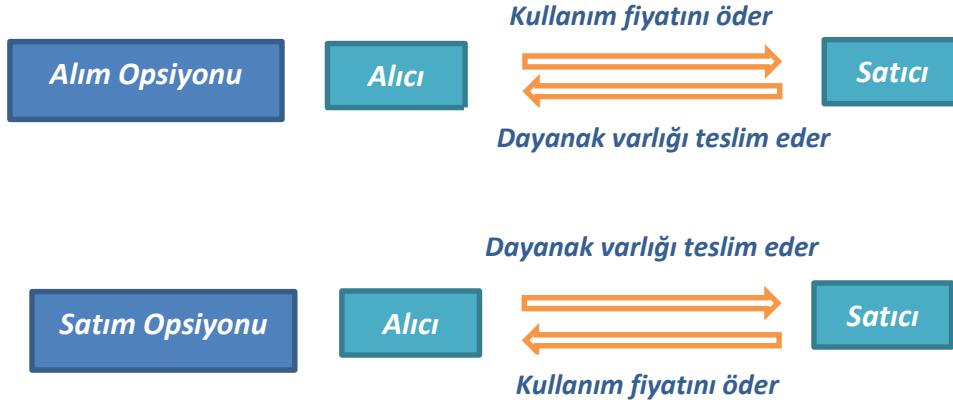 Kullanım fiyatını öder
Alım Opsiyonu
Alıcı
Satıcı
Dayanak varlığı teslim eder
Dayanak varlığı teslim eder
Satım Opsiyonu
Alıcı
Satıcı
Kullanım fiyatını öder